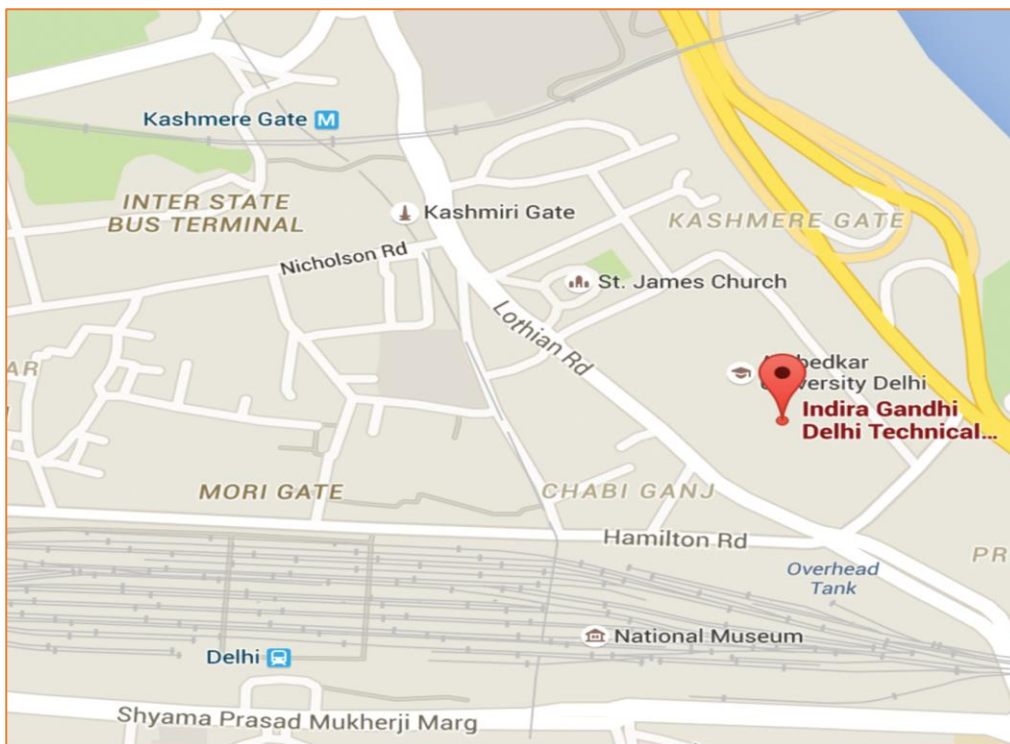 Kashmere Gate M
INTER STATE
BUS TERMINAL
Kashmiri Gate
KASHMERE GATE
Nicholson Rd
St. James Church
Lothian Rd
AR
University Delhi
Indira Gandhi
Delhi Technical...
MORI GATE
CHABI GANJ
Hamilton Rd
PR
Overhead
Tank
National Museum
Delhi
Shyama Prasad Mukherji Marg